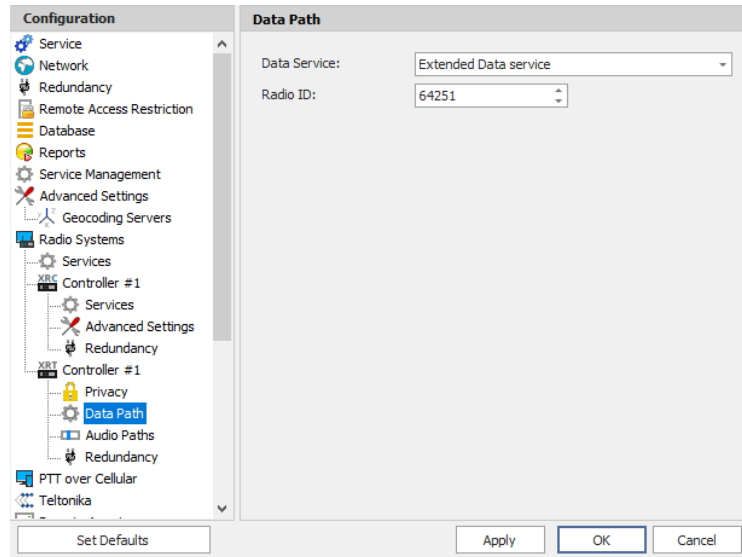 Configuration
Service
Network
Redundancy
Remote Access Restriction
Database
Reports
Service Management
Advanced Settings
Geocoding Servers
Radio Systems
Services
XRC Controller #1
Services
Advanced Settings
Redundancy
XRT Controller #1
Privacy
Data Path
Audio Paths
Redundancy
PTT over Cellular
Teltonika
Set Defaults
Data Path
Data Service: Extended Data service
Radio ID: 64251
Apply OK Cancel